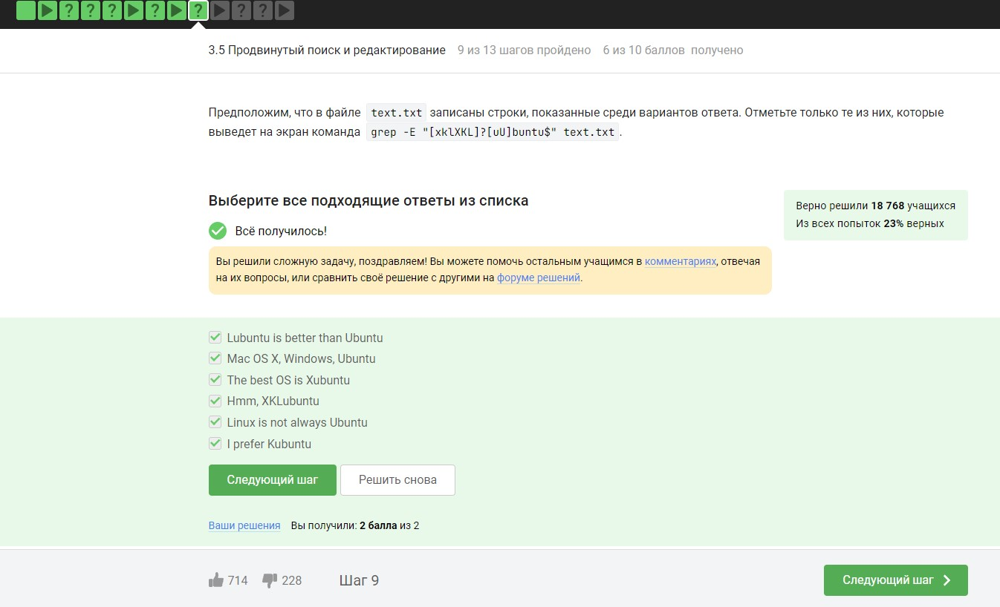 ? ? ? ? ? ? ?
3.5 Продвинутый поиск и редактирование 9 из 13 шагов пройдено 6 из 10 баллов получено
Предположим, что в файле text.txt записаны строки, показанные среди вариантов ответа. Отметьте только те из них, которые
выведет на экран команда grep -E "[xklXKL]?[uU]buntu$" text.txt.
Выберите все подходящие ответы из списка
Верно решили 18 768 учащихся
Из всех попыток 23% верных
Всё получилось!
Вы решили сложную задачу, поздравляем! Вы можете помочь остальным учащимся в комментариях, отвечая
на их вопросы, или сравнить своё решение с другими на форуме решений.
Lubuntu is better than Ubuntu
Mac OS X, Windows, Ubuntu
The best OS is Xubuntu
Hmm, XKLubuntu
Linux is not always Ubuntu
I prefer Kubuntu
Следующий шаг Решить снова
Ваши решения Вы получили: 2 балла из 2
714 228 Шаг 9 Следующий шаг